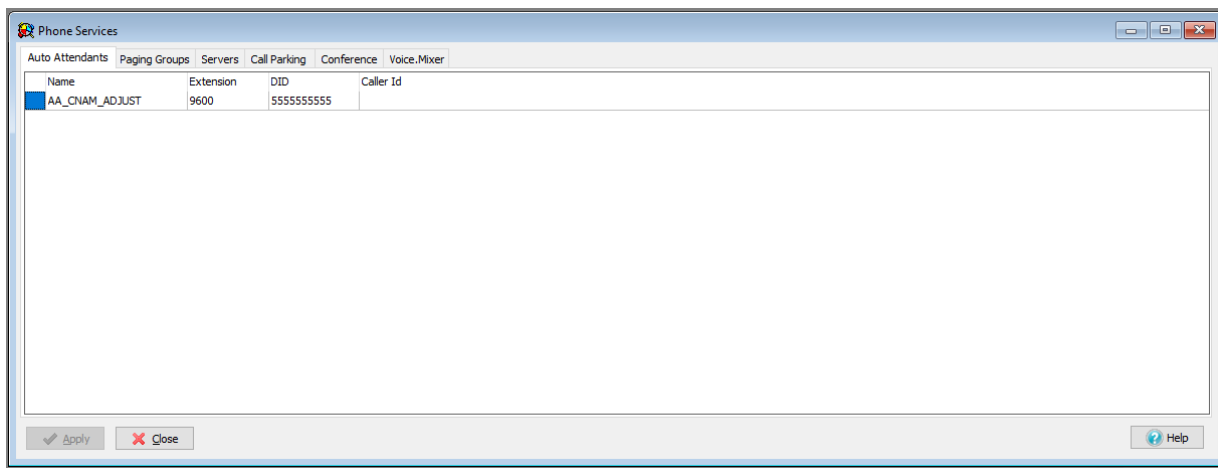 Phone Services
Auto Attendants Paging Groups Servers Call Parking Conference Voice.Mixer
Name Extension DID Caller Id
AA_CNAM_ADJUST 9600 5555555555
Apply Close Help